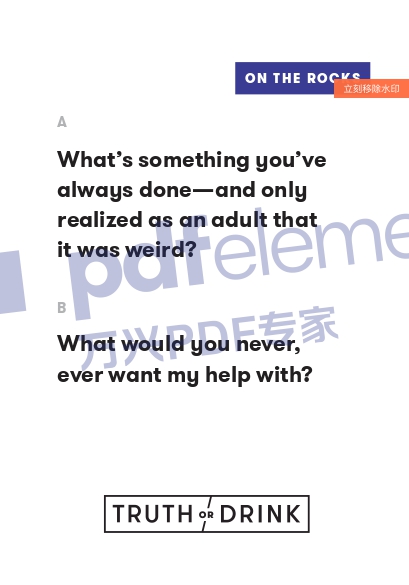 ON THE ROCKS
立刻移除水印
A
What’s something you’ve
always done—and only
realized as an adult that
it was weird?
pdfeleme
B
万兴PDF专家
What would you never,
ever want my help with?
TRUTH OR DRINK